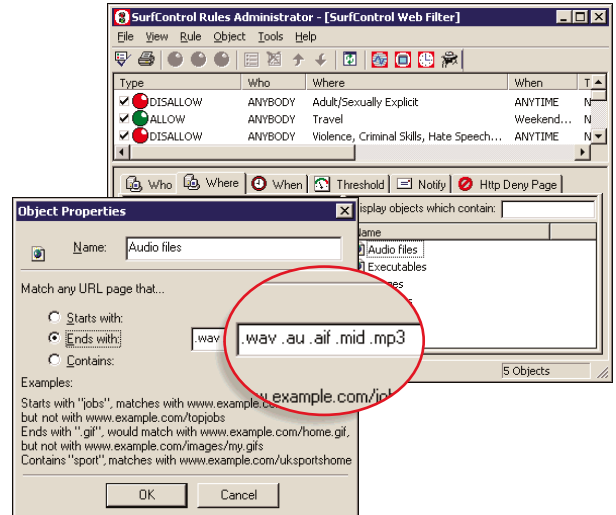 SurfControl Rules Administrator - [SurfControl Web Filter]
File View Rule Object Tools Help
Type Who Where When T
DISALLOW ANYBODY Adult/Sexually Explicit ANYTIME N
ALLOW ANYBODY Travel Weekend... N
DISALLOW ANYBODY Violence, Criminal Skills, Hate Speech... ANYTIME N
Who Where When Threshold Notify Http Deny Page
isplay objects which contain:
Name
Audio files
Executables
5 Objects
Object Properties
Name: Audio files
Match any URL page that...
Starts with:
Ends with: .wav
Contains:
.wav .au .aif .mid .mp3
w.example.com/job
Examples:
Starts with "jobs", matches with www.example.co
but not with www.example.com/topjobs
Ends with ".gif", would match with www.example.com/home.gif,
but not with www.example.com/images/my.gifs
Contains "sport", matches with www.example.com/uksportshome
OK Cancel